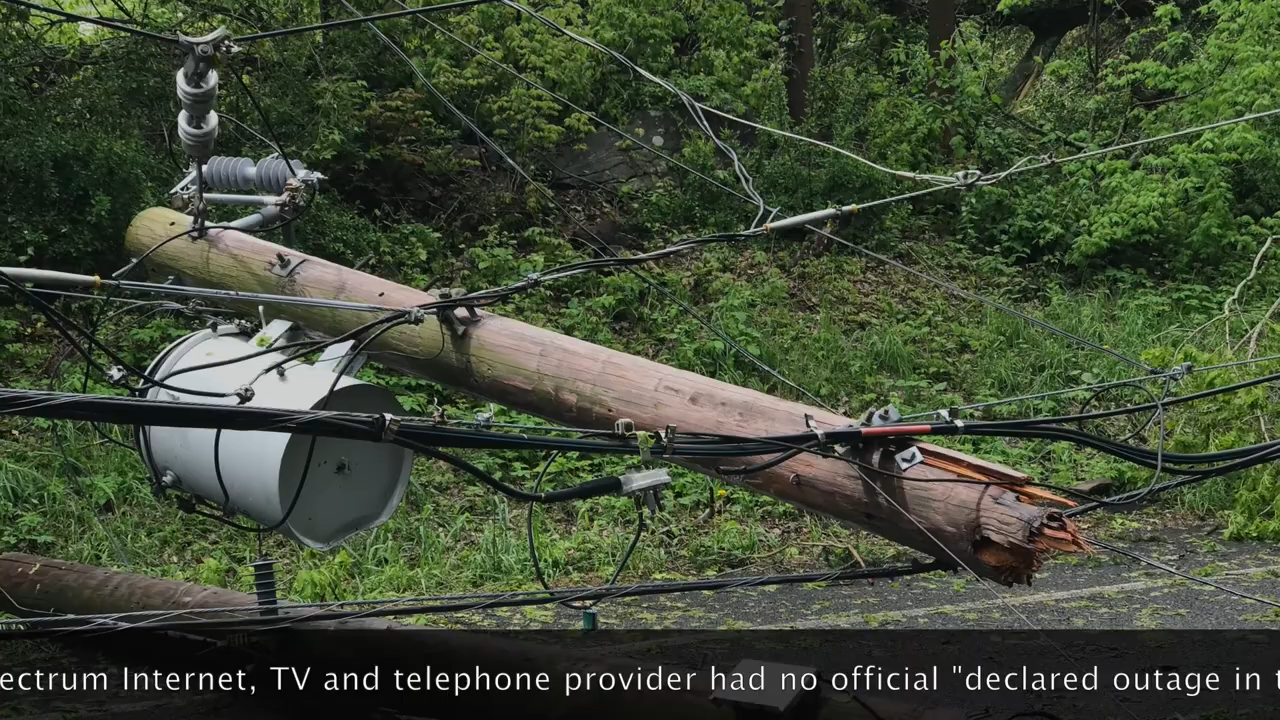 ectrum Internet, TV and telephone provider had no official "declared outage in t